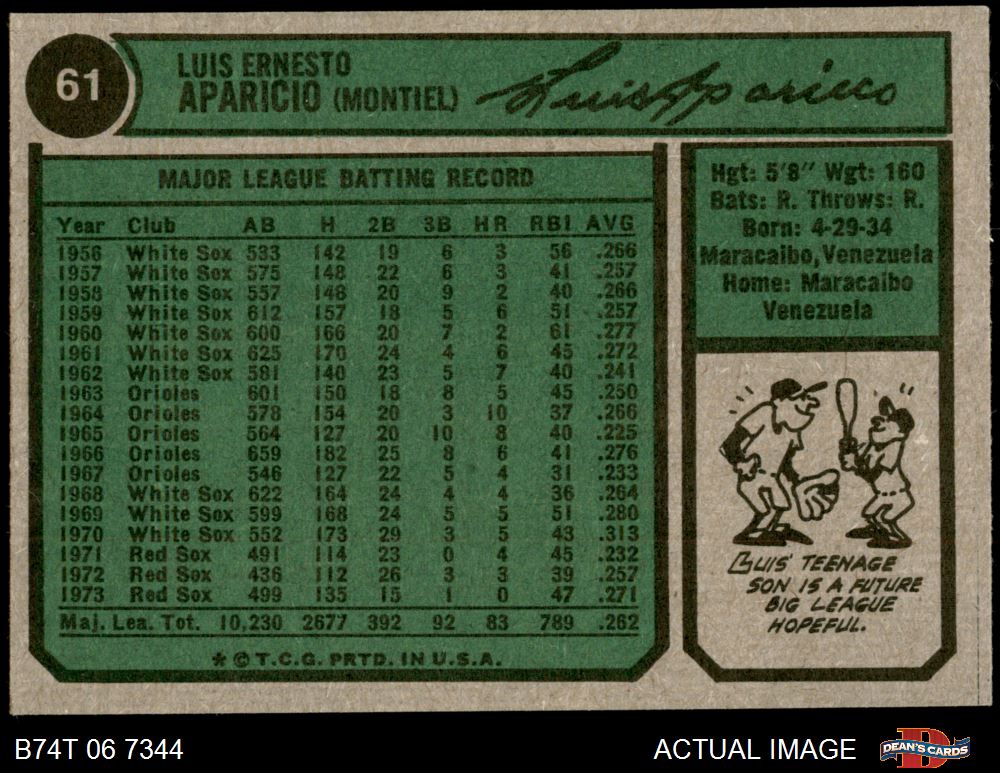 61
LUIS ERNESTO
APARICIO (MONTIEL)
Luis Aparicio
MAJOR LEAGUE BATTING RECORD
Year Club AB H 2B 3B HR RBI AVG
1956 White Sox 533 142 19 6 3 56 .266
1957 White Sox 575 148 22 6 3 41 .257
1958 White Sox 557 148 20 9 2 40 .266
1959 White Sox 612 157 18 5 6 51 .257
1960 White Sox 600 166 20 7 2 61 .277
1961 White Sox 625 170 24 4 6 45 .272
1962 White Sox 581 140 23 5 7 40 .241
1963 Orioles 601 150 18 8 5 45 .250
1964 Orioles 578 154 20 3 10 37 .266
1965 Orioles 564 127 20 10 8 40 .225
1966 Orioles 659 182 25 8 6 41 .276
1967 Orioles 546 127 22 5 4 31 .233
1968 White Sox 622 164 24 4 4 36 .264
1969 White Sox 599 168 24 5 5 51 .280
1970 White Sox 552 173 29 3 5 43 .313
1971 Red Sox 491 114 23 0 4 45 .232
1972 Red Sox 436 112 26 3 3 39 .257
1973 Red Sox 499 135 15 1 0 47 .271
Maj. Lea. Tot. 10,230 2677 392 92 83 789 .262
* © T.C.G. PRTD. IN U.S.A.
Hgt: 5'8" Wgt: 160
Bats: R. Throws: R.
Born: 4-29-34
Maracaibo, Venezuela
Home: Maracaibo
Venezuela
LUIS' TEENAGE
SON IS A FUTURE
BIG LEAGUE
HOPEFUL.
B74T 06 7344
ACTUAL IMAGE
DEAN'S CARDS